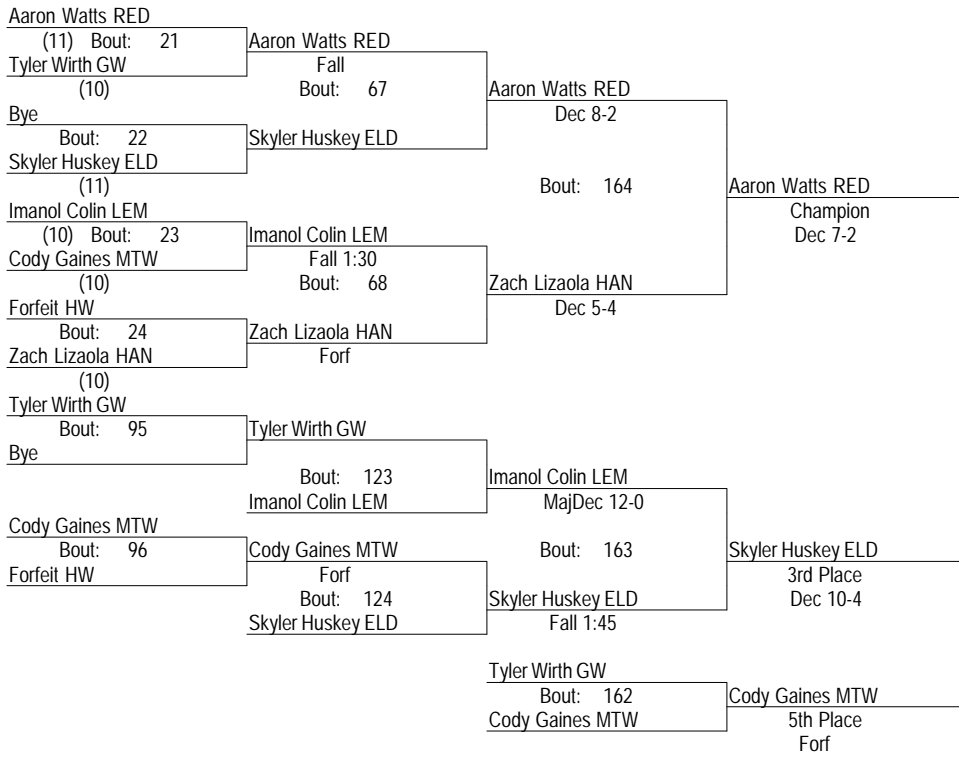 Aaron Watts RED
(11) Bout: 21
Aaron Watts RED
Tyler Wirth GW
Fall
(10)
Bout: 67
Aaron Watts RED
Bye
Dec 8-2
Bout: 22
Skyler Huskey ELD
Skyler Huskey ELD
(11)
Bout: 164
Aaron Watts RED
Imanol Colin LEM
Champion
(10) Bout: 23
Imanol Colin LEM
Dec 7-2
Cody Gaines MTW
Fall 1:30
(10)
Bout: 68
Zach Lizaola HAN
Forfeit HW
Dec 5-4
Bout: 24
Zach Lizaola HAN
Zach Lizaola HAN
Forf
(10)
Tyler Wirth GW
Bout: 95
Tyler Wirth GW
Bye
Bout: 123
Imanol Colin LEM
Imanol Colin LEM
MajDec 12-0
Cody Gaines MTW
Bout: 96
Cody Gaines MTW
Bout: 163
Skyler Huskey ELD
Forfeit HW
Forf
3rd Place
Bout: 124
Skyler Huskey ELD
Dec 10-4
Skyler Huskey ELD
Fall 1:45
Tyler Wirth GW
Bout: 162
Cody Gaines MTW
Cody Gaines MTW
5th Place
Forf